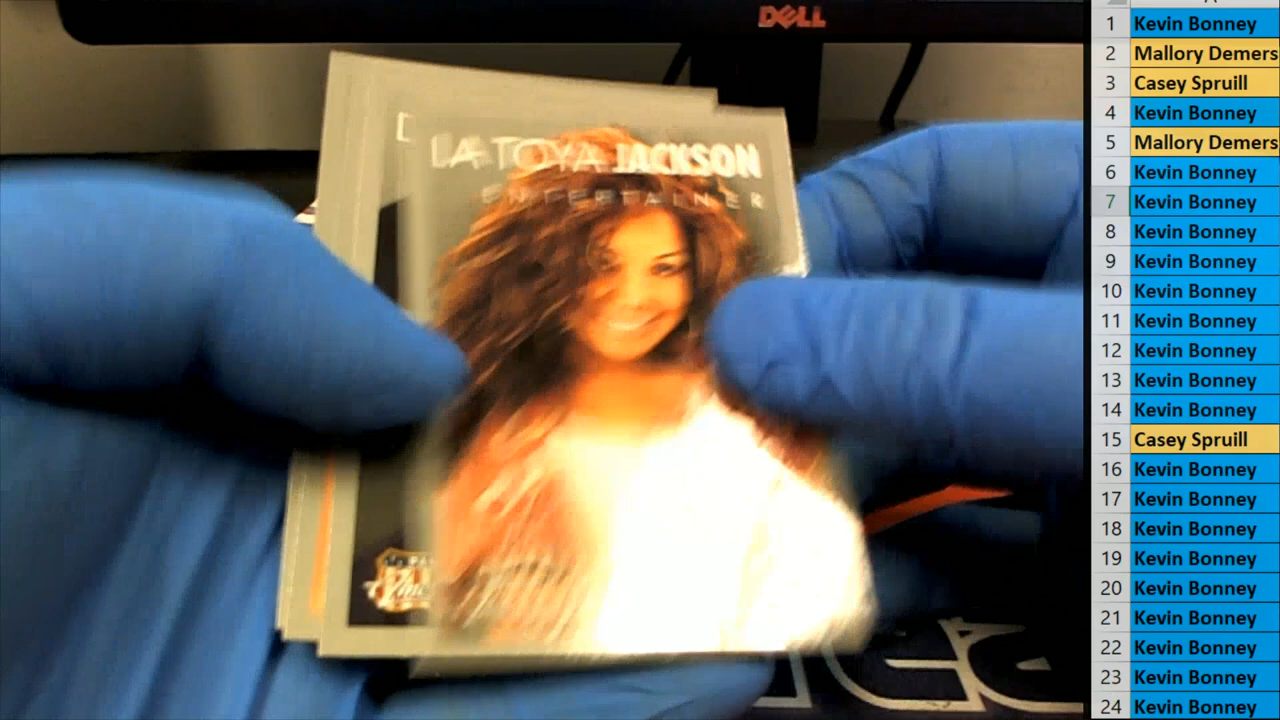 DELL
LA TOYA JACKSON
ENTERTAINER
1 Kevin Bonney
2 Mallory Demers
3 Casey Spruill
4 Kevin Bonney
5 Mallory Demers
6 Kevin Bonney
7 Kevin Bonney
8 Kevin Bonney
9 Kevin Bonney
10 Kevin Bonney
11 Kevin Bonney
12 Kevin Bonney
13 Kevin Bonney
14 Kevin Bonney
15 Casey Spruill
16 Kevin Bonney
17 Kevin Bonney
18 Kevin Bonney
19 Kevin Bonney
20 Kevin Bonney
21 Kevin Bonney
22 Kevin Bonney
23 Kevin Bonney
24 Kevin Bonney